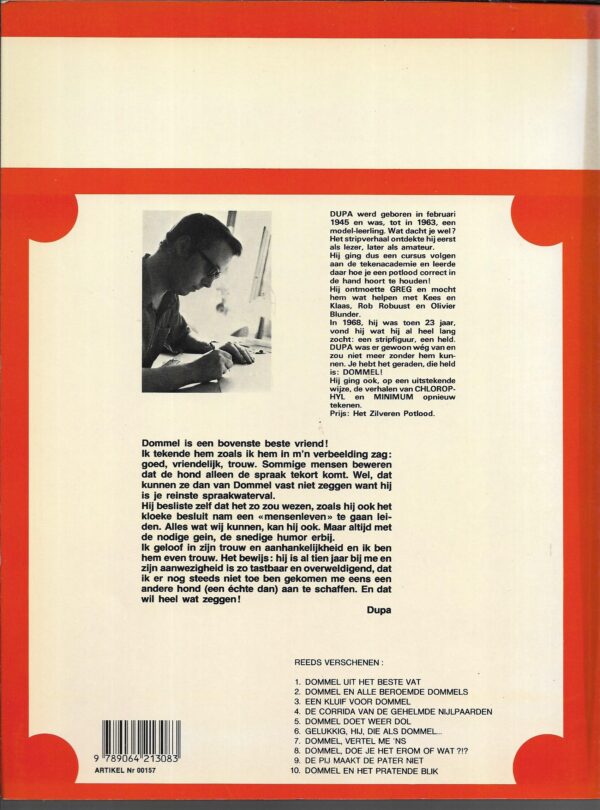 DUPA werd geboren in februari
1945 en was, tot in 1963, een
model-leerling. Wat dacht je wel?
Het stripverhaal ontdekte hij eerst
als lezer, later als amateur.
Hij ging dus een cursus volgen
aan de tekenacademie en leerde
daar hoe je een potlood correct in
de hand hoort te houden!
Hij ontmoette GREG en mocht
hem wat helpen met Kees en
Klaas, Rob Robuust en Olivier
Blunder.
In 1968, hij was toen 23 jaar,
vond hij wat hij al heel lang
zocht: een stripfiguur, een held.
DUPA was er gewoon wég van en
zou niet meer zonder hem kun-
nen. Je hebt het geraden, die held
is: DOMMEL!
Hij ging ook, op een uitstekende
wijze, de verhalen van CHLOROP-
HYL en MINIMUM opnieuw
tekenen.
Prijs: Het Zilveren Potlood.
Dommel is een bovenste beste vriend!
Ik tekende hem zoals ik hem in m'n verbeelding zag:
goed, vriendelijk, trouw. Sommige mensen beweren
dat de hond alleen de spraak tekort komt. Wel, dat
kunnen ze dan van Dommel vast niet zeggen want hij
is je reinste spraakwaterval.
Hij besliste zelf dat het zo zou wezen, zoals hij ook het
kloeke besluit nam een «mensenleven» te gaan lei-
den. Alles wat wij kunnen, kan hij ook. Maar altijd met
de nodige gein, de snedige humor erbij.
Ik geloof in zijn trouw en aanhankelijkheid en ik ben
hem even trouw. Het bewijs: hij is al tien jaar bij me en
zijn aanwezigheid is zo tastbaar en overweldigend, dat
ik er nog steeds niet toe ben gekomen me eens een
andere hond (een échte dan) aan te schaffen. En dat
wil heel wat zeggen!
Dupa
REEDS VERSCHENEN :
1. DOMMEL UIT HET BESTE VAT
2. DOMMEL EN ALLE BEROEMDE DOMMELS
3. EEN KLUIF VOOR DOMMEL
4. DE CORRIDA VAN DE GEHELMDE NIJLPAARDEN
5. DOMMEL DOET WEER DOL
6. GELUKKIG, HIJ, DIE ALS DOMMEL...
7. DOMMEL, VERTEL ME 'NS
8. DOMMEL, DOE JE HET EROM OF WAT ?!?
9. DE PIJ MAAKT DE PATER NIET
10. DOMMEL EN HET PRATENDE BLIK
9 789064 213083
ARTIKEL Nr 00157